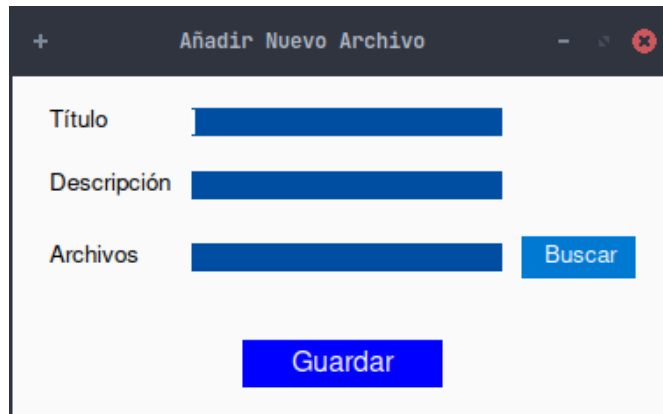 Añadir Nuevo Archivo
Título
Descripción
Archivos
Buscar
Guardar